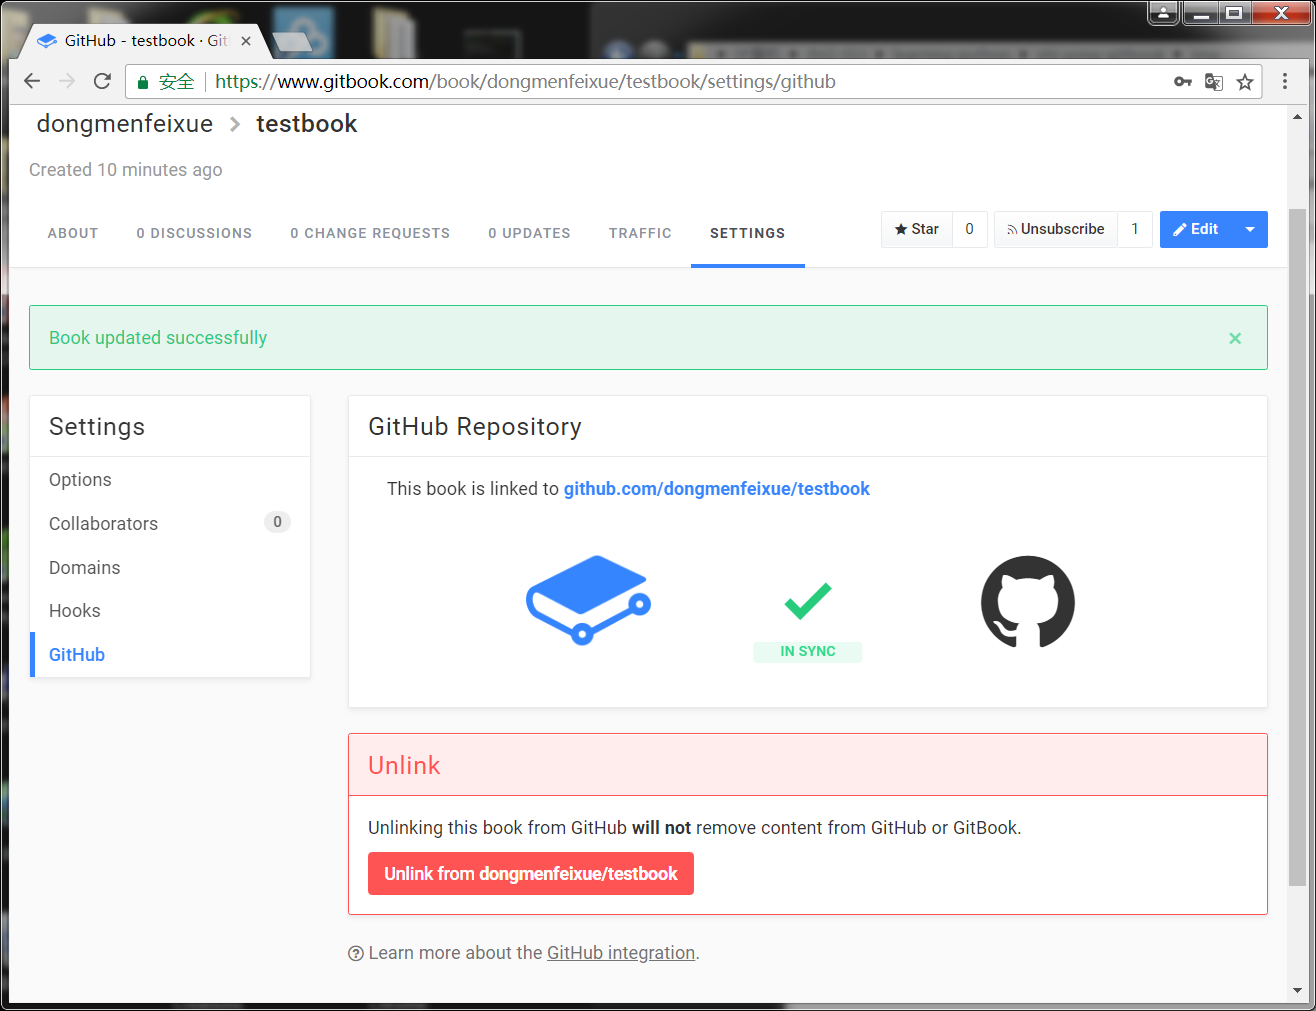 GitHub - testbook · Git
安全
https://www.gitbook.com/book/dongmenfeixue/testbook/settings/github
dongmenfeixue > testbook
Created 10 minutes ago
ABOUT 0 DISCUSSIONS 0 CHANGE REQUESTS 0 UPDATES TRAFFIC SETTINGS
Star 0 Unsubscribe 1 Edit
Book updated successfully
Settings
Options
Collaborators 0
Domains
Hooks
GitHub
GitHub Repository
This book is linked to github.com/dongmenfeixue/testbook
IN SYNC
Unlink
Unlinking this book from GitHub will not remove content from GitHub or GitBook.
Unlink from dongmenfeixue/testbook
Learn more about the GitHub integration.